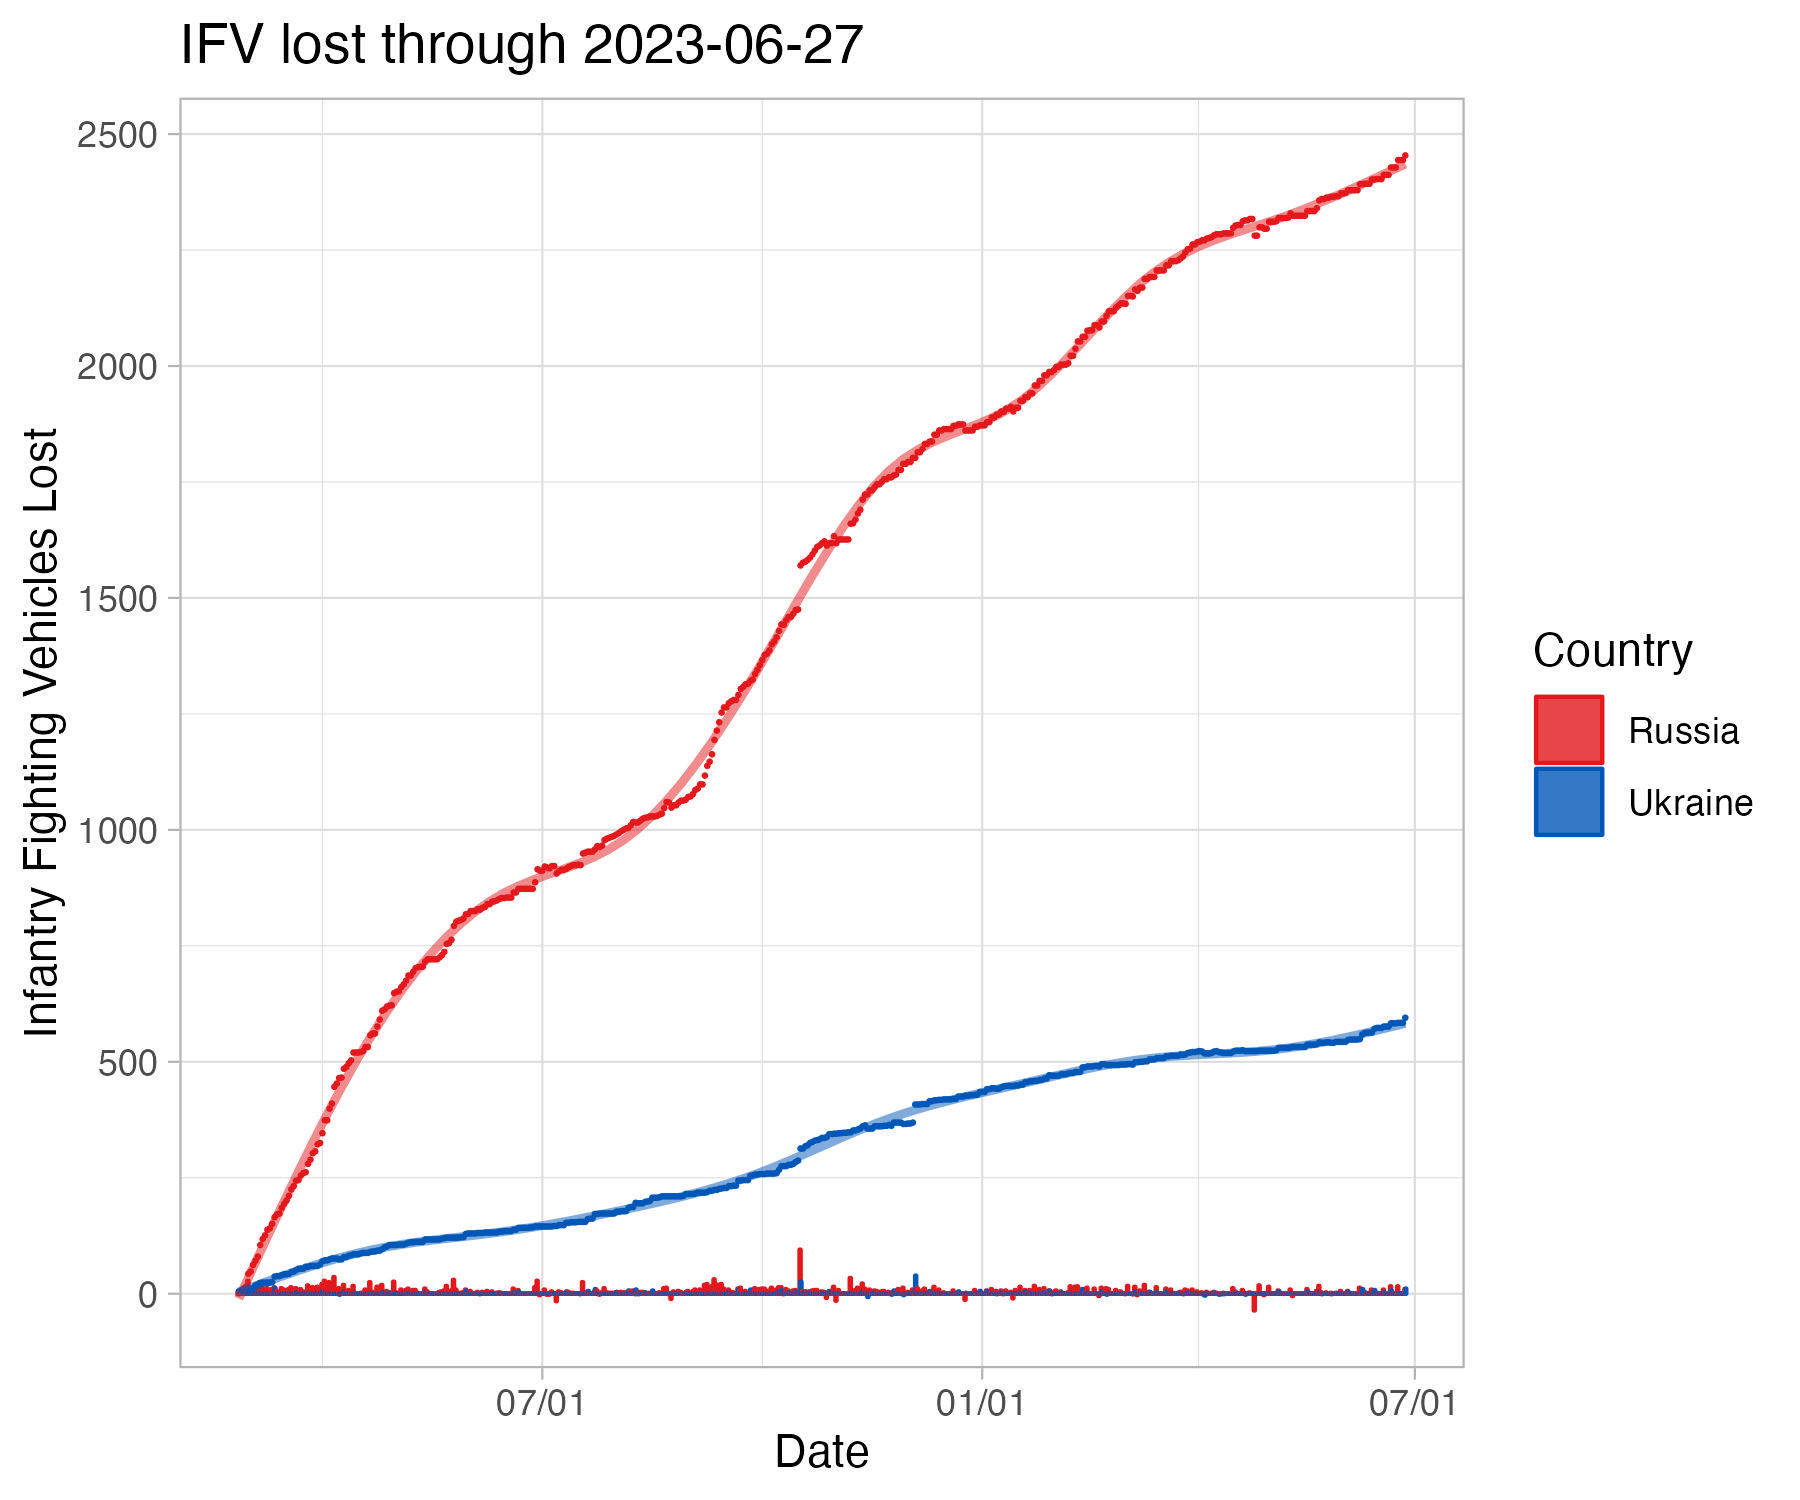 IFV lost through 2023-06-27
Infantry Fighting Vehicles Lost
2500
2000
1500
1000
500
0
07/01
01/01
07/01
Date
Country
Russia
Ukraine